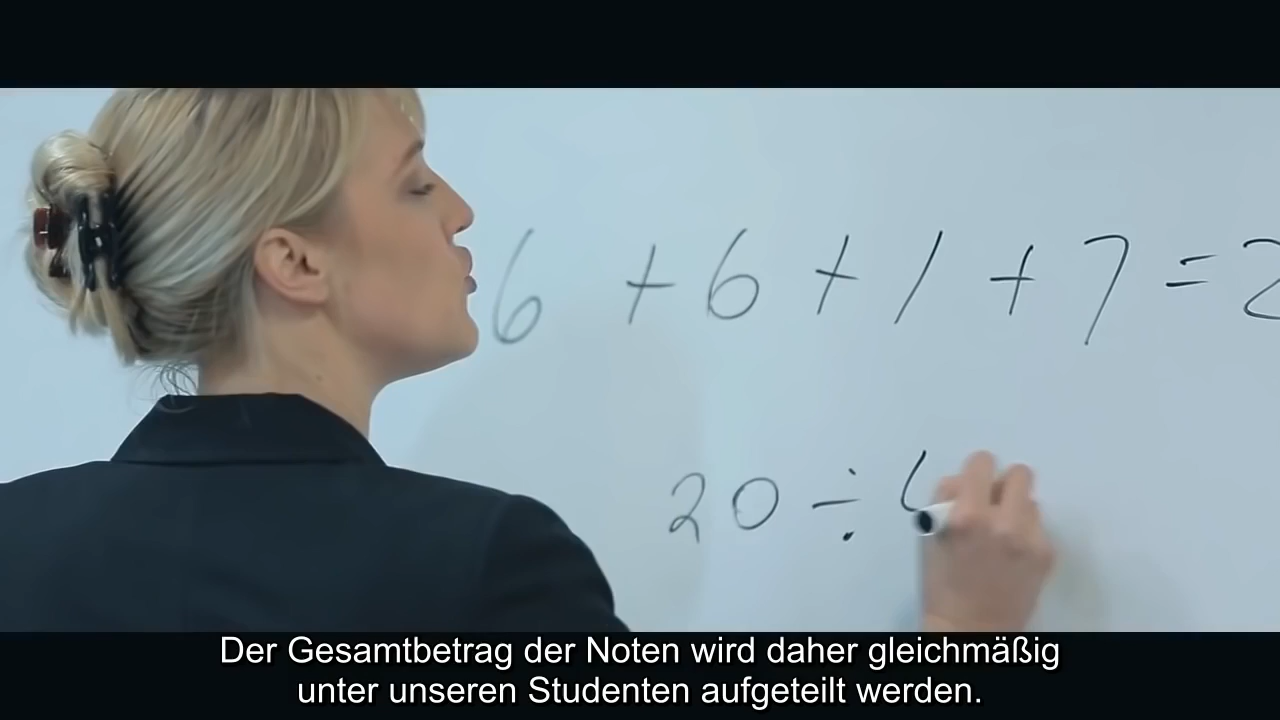 6 + 6 + 1 + 7 = 2
20 ÷
Der Gesamtbetrag der Noten wird daher gleichmäßig
unter unseren Studenten aufgeteilt werden.